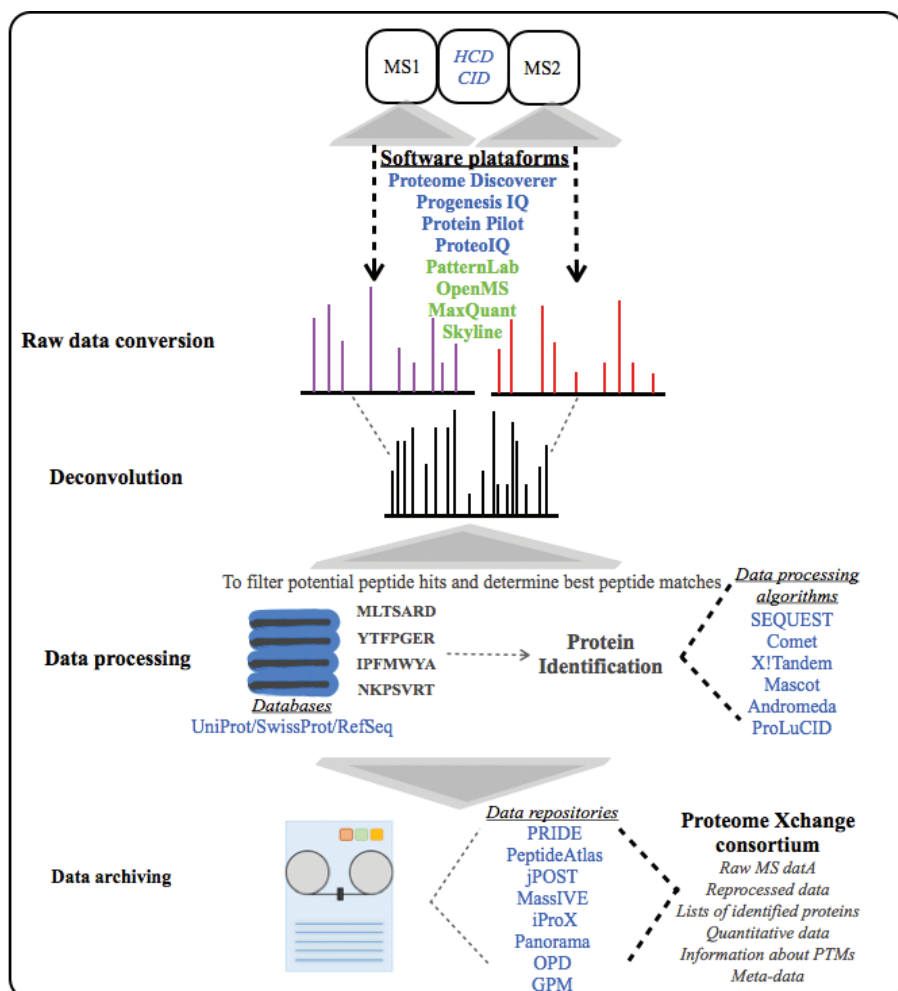 MS1
HCD
CID
MS2
Software plataforms
Proteome Discoverer
Progenesis IQ
Protein Pilot
ProteoIQ
PatternLab
OpenMS
MaxQuant
Skyline
Raw data conversion
Deconvolution
To filter potential peptide hits and determine best peptide matches
Data processing
MLTSARD
YTFPGER
IPFMWYA
NKPSVRT
Databases
UniProt/SwissProt/RefSeq
Protein
Identification
Data processing
algorithms
SEQUEST
Comet
X!Tandem
Mascot
Andromeda
ProLuCID
Data archiving
Data repositories
PRIDE
PeptideAtlas
jPOST
MassIVE
iProX
Panorama
OPD
GPM
Proteome Xchange
consortium
Raw MS datA
Reprocessed data
Lists of identified proteins
Quantitative data
Information about PTMs
Meta-data